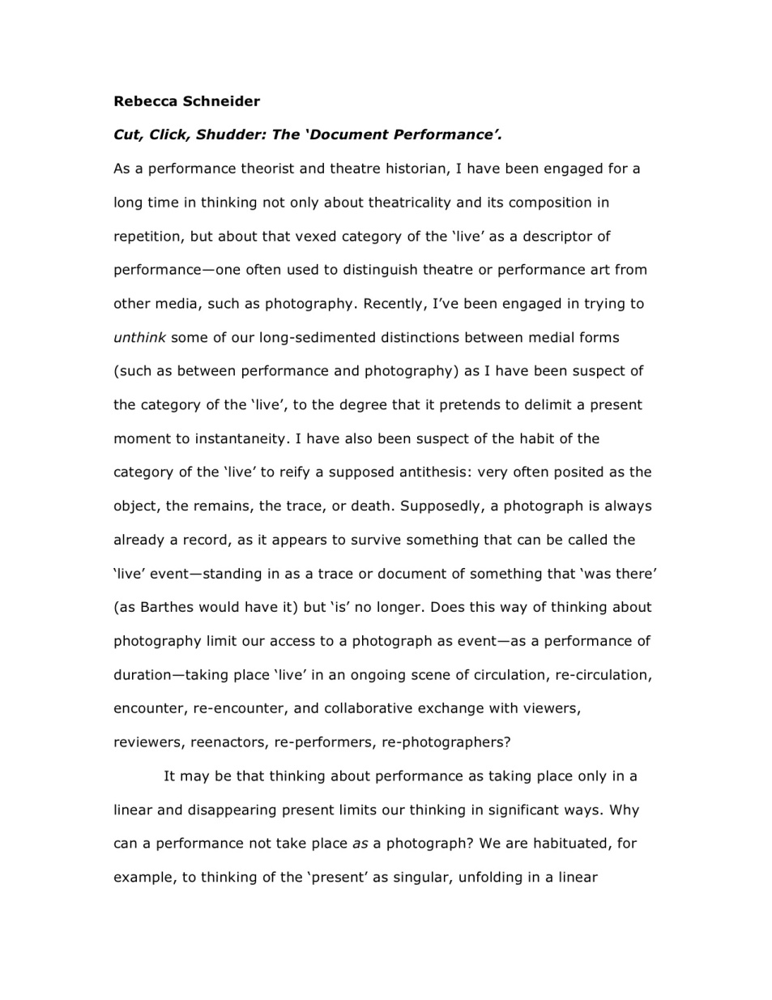 Rebecca Schneider
Cut, Click, Shudder: The ‘Document Performance’.
As a performance theorist and theatre historian, I have been engaged for a
long time in thinking not only about theatricality and its composition in
repetition, but about that vexed category of the ‘live’ as a descriptor of
performance—one often used to distinguish theatre or performance art from
other media, such as photography. Recently, I’ve been engaged in trying to
unthink some of our long-sedimented distinctions between medial forms
(such as between performance and photography) as I have been suspect of
the category of the ‘live’, to the degree that it pretends to delimit a present
moment to instantaneity. I have also been suspect of the habit of the
category of the ‘live’ to reify a supposed antithesis: very often posited as the
object, the remains, the trace, or death. Supposedly, a photograph is always
already a record, as it appears to survive something that can be called the
‘live’ event—standing in as a trace or document of something that ‘was there’
(as Barthes would have it) but ‘is’ no longer. Does this way of thinking about
photography limit our access to a photograph as event—as a performance of
duration—taking place ‘live’ in an ongoing scene of circulation, re-circulation,
encounter, re-encounter, and collaborative exchange with viewers,
reviewers, reenactors, re-performers, re-photographers?
It may be that thinking about performance as taking place only in a
linear and disappearing present limits our thinking in significant ways. Why
can a performance not take place as a photograph? We are habituated, for
example, to thinking of the ‘present’ as singular, unfolding in a linear